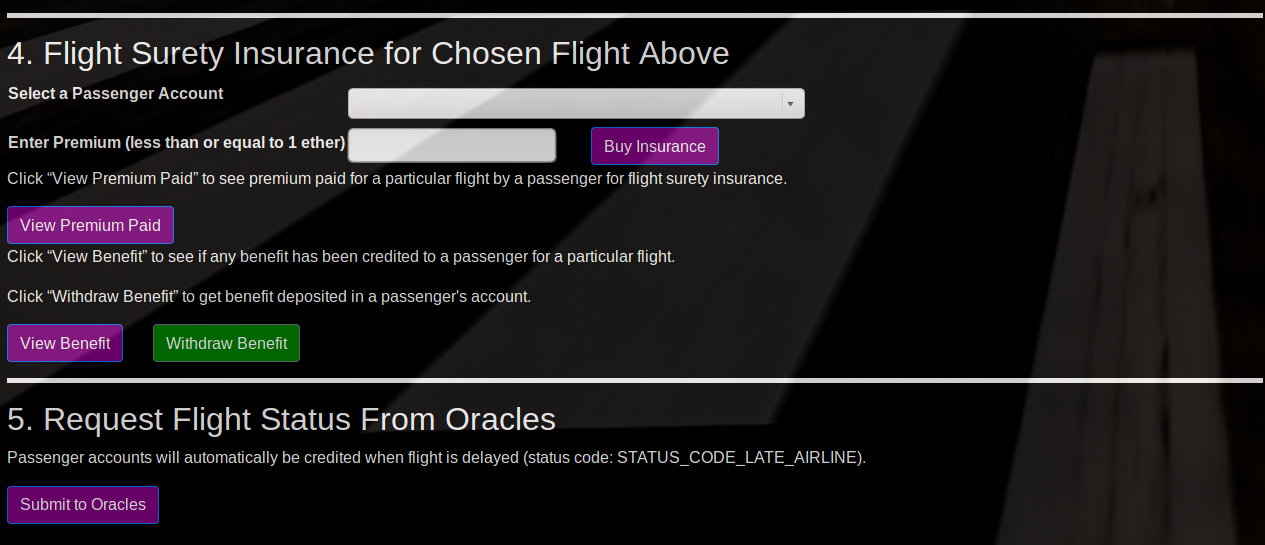 4. Flight Surety Insurance for Chosen Flight Above
Select a Passenger Account
Enter Premium (less than or equal to 1 ether)
Buy Insurance
Click “View Premium Paid” to see premium paid for a particular flight by a passenger for flight surety insurance.
View Premium Paid
Click “View Benefit” to see if any benefit has been credited to a passenger for a particular flight.
Click “Withdraw Benefit” to get benefit deposited in a passenger's account.
View Benefit
Withdraw Benefit
5. Request Flight Status From Oracles
Passenger accounts will automatically be credited when flight is delayed (status code: STATUS_CODE_LATE_AIRLINE).
Submit to Oracles